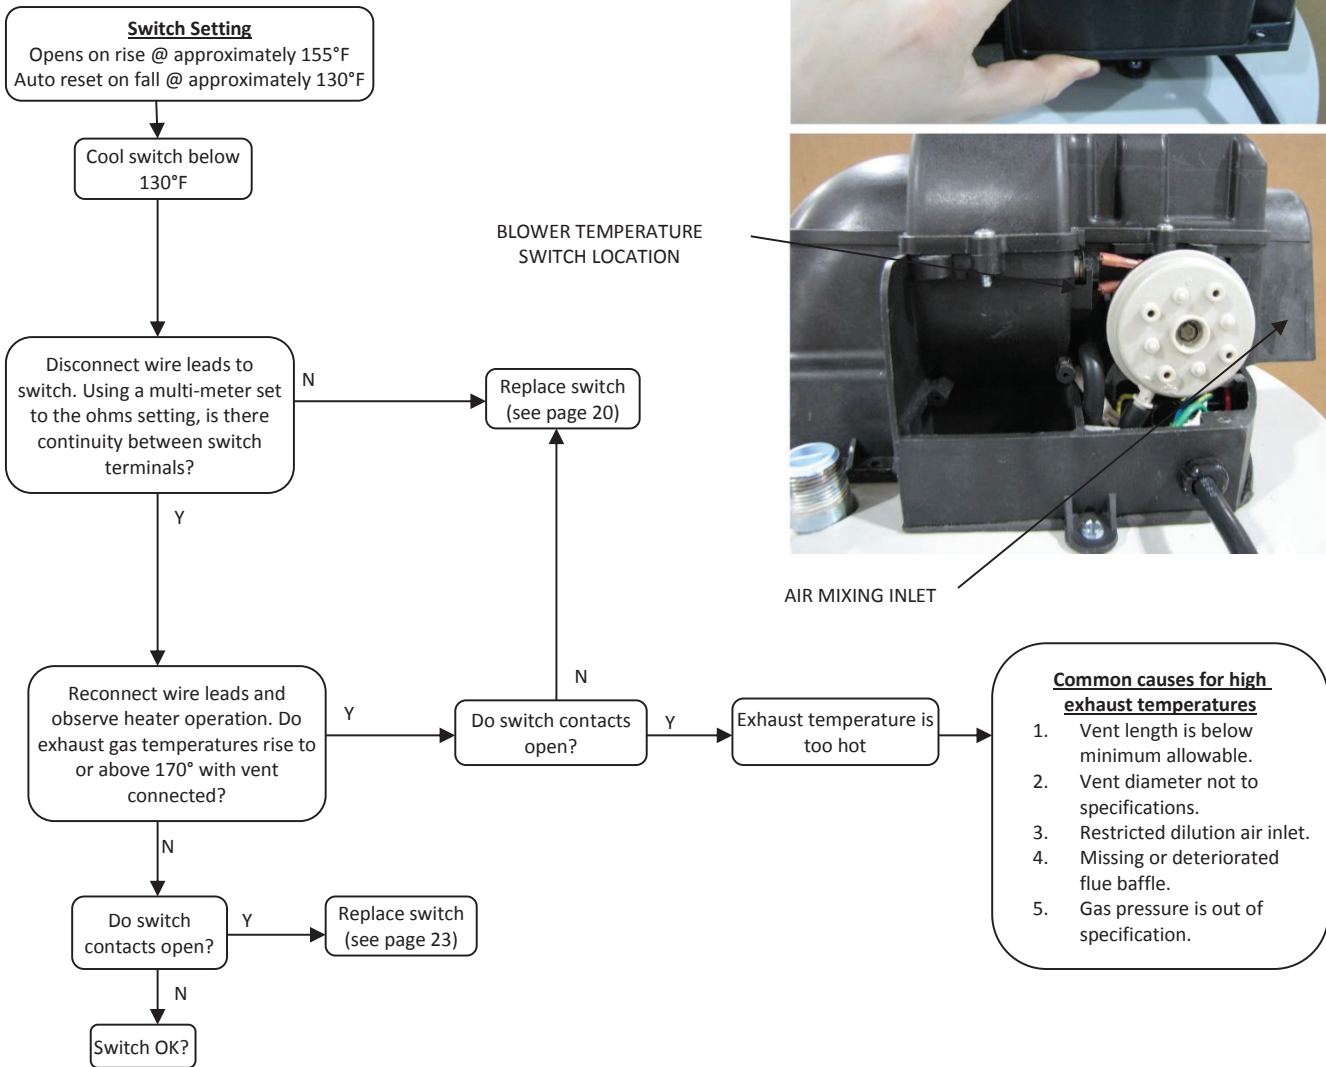 Switch Setting
Opens on rise @ approximately 155°F
Auto reset on fall @ approximately 130°F
Cool switch below
130°F
BLOWER TEMPERATURE
SWITCH LOCATION
Disconnect wire leads to
switch. Using a multi-meter set
to the ohms setting, is there
continuity between switch
terminals?
N
Replace switch
(see page 20)
Y
AIR MIXING INLET
Reconnect wire leads and
observe heater operation. Do
exhaust gas temperatures rise to
or above 170° with vent
connected?
Y
N
Do switch contacts
open?
Y
Exhaust temperature is
too hot
Common causes for high
exhaust temperatures
1. Vent length is below
minimum allowable.
2. Vent diameter not to
specifications.
3. Restricted dilution air inlet.
4. Missing or deteriorated
flue baffle.
5. Gas pressure is out of
specification.
N
Do switch
contacts open?
Y
Replace switch
(see page 23)
N
Switch OK?